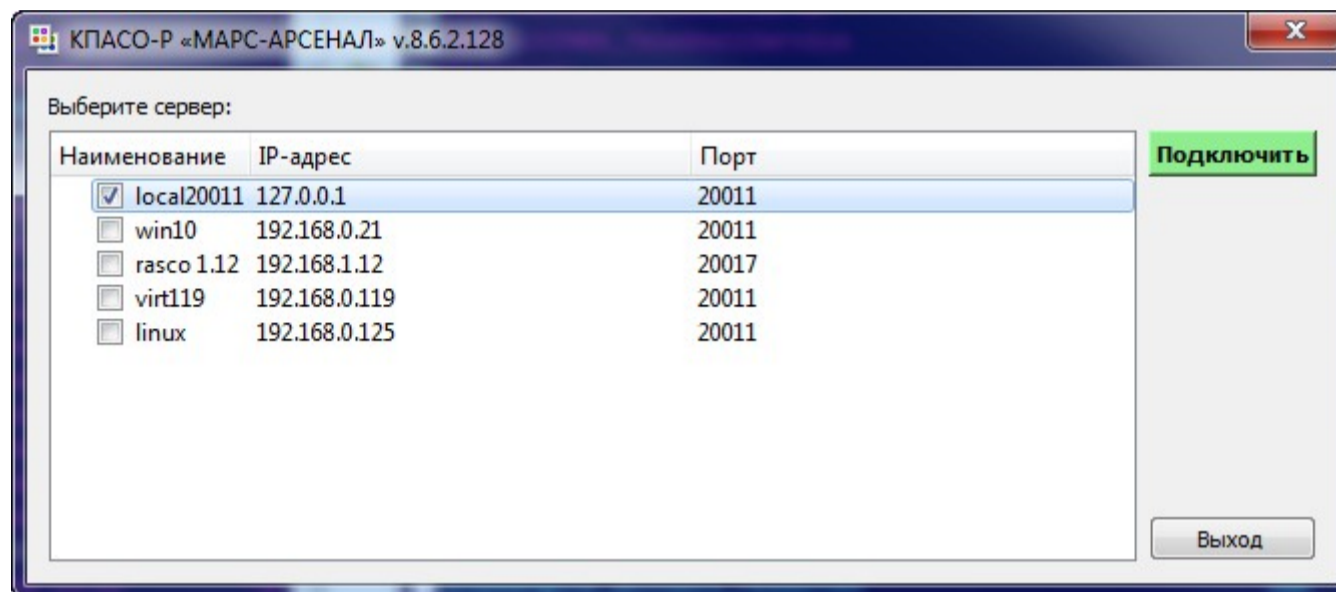 КПАСО-Р «МАРС-АРСЕНАЛ» v.8.6.2.128
Выберите сервер:
Наименование IP-адрес Порт
Подключить
local20011 127.0.0.1 20011
win10 192.168.0.21 20011
rasco 1.12 192.168.1.12 20017
virt119 192.168.0.119 20011
linux 192.168.0.125 20011
Выход